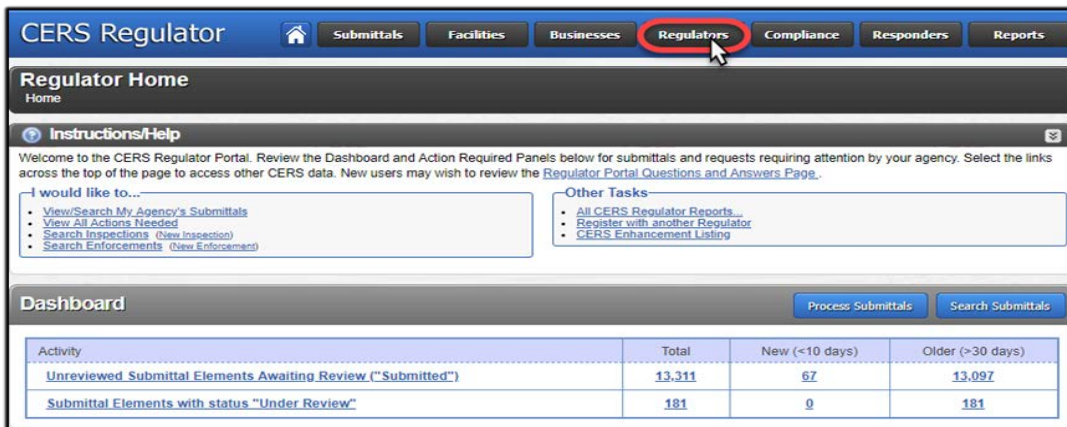 CERS Regulator Submittals Facilities Businesses Regulators Compliance Responders Reports
Regulator Home
Home
Instructions/Help
Welcome to the CERS Regulator Portal. Review the Dashboard and Action Required Panels below for submittals and requests requiring attention by your agency. Select the links
across the top of the page to access other CERS data. New users may wish to review the Regulator Portal Questions and Answers Page.
I would like to...
View/Search My Agency's Submittals
View All Actions Needed
Search Inspections (New Inspection)
Search Enforcements (New Enforcement)
Other Tasks
All CERS Regulator Reports...
Register with another Regulator
CERS Enhancement Listing
Dashboard Process Submittals Search Submittals
Activity Total New (<10 days) Older (>30 days)
Unreviewed Submittal Elements Awaiting Review ("Submitted") 13,311 67 13,097
Submittal Elements with status "Under Review" 181 0 181